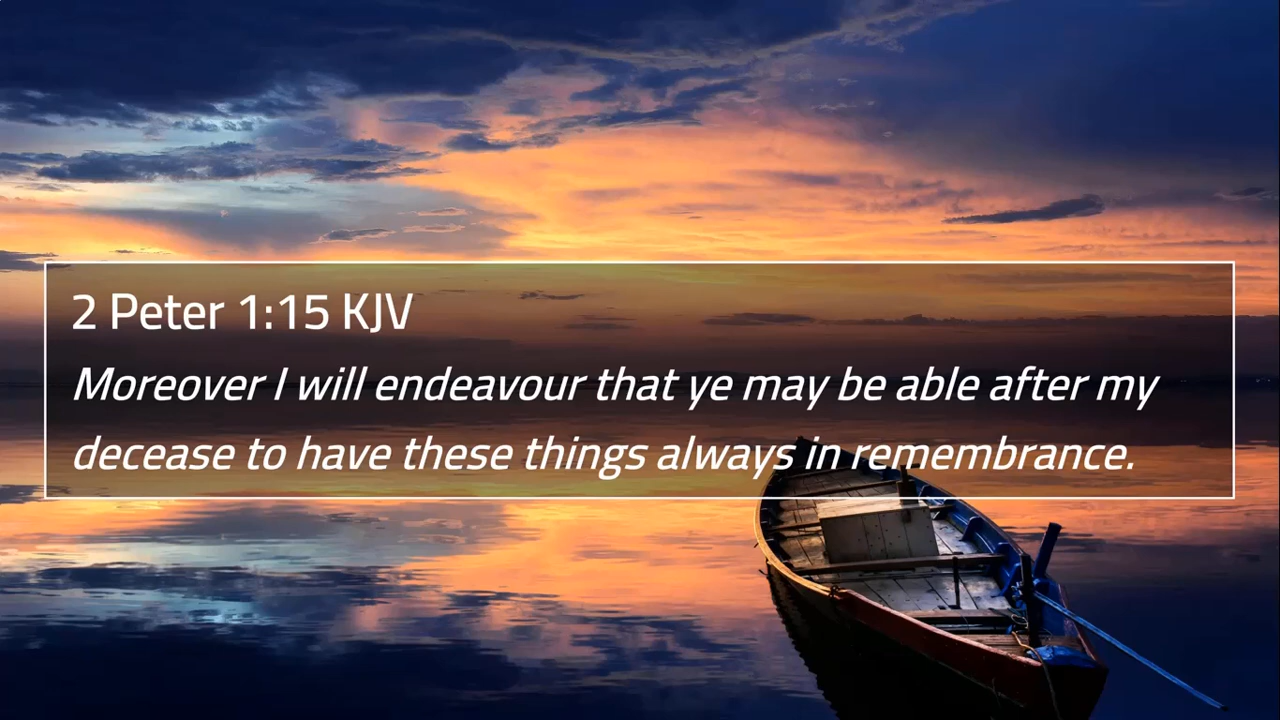 2 Peter 1:15 KJV
Moreover I will endeavour that ye may be able after my
decease to have these things always in remembrance.